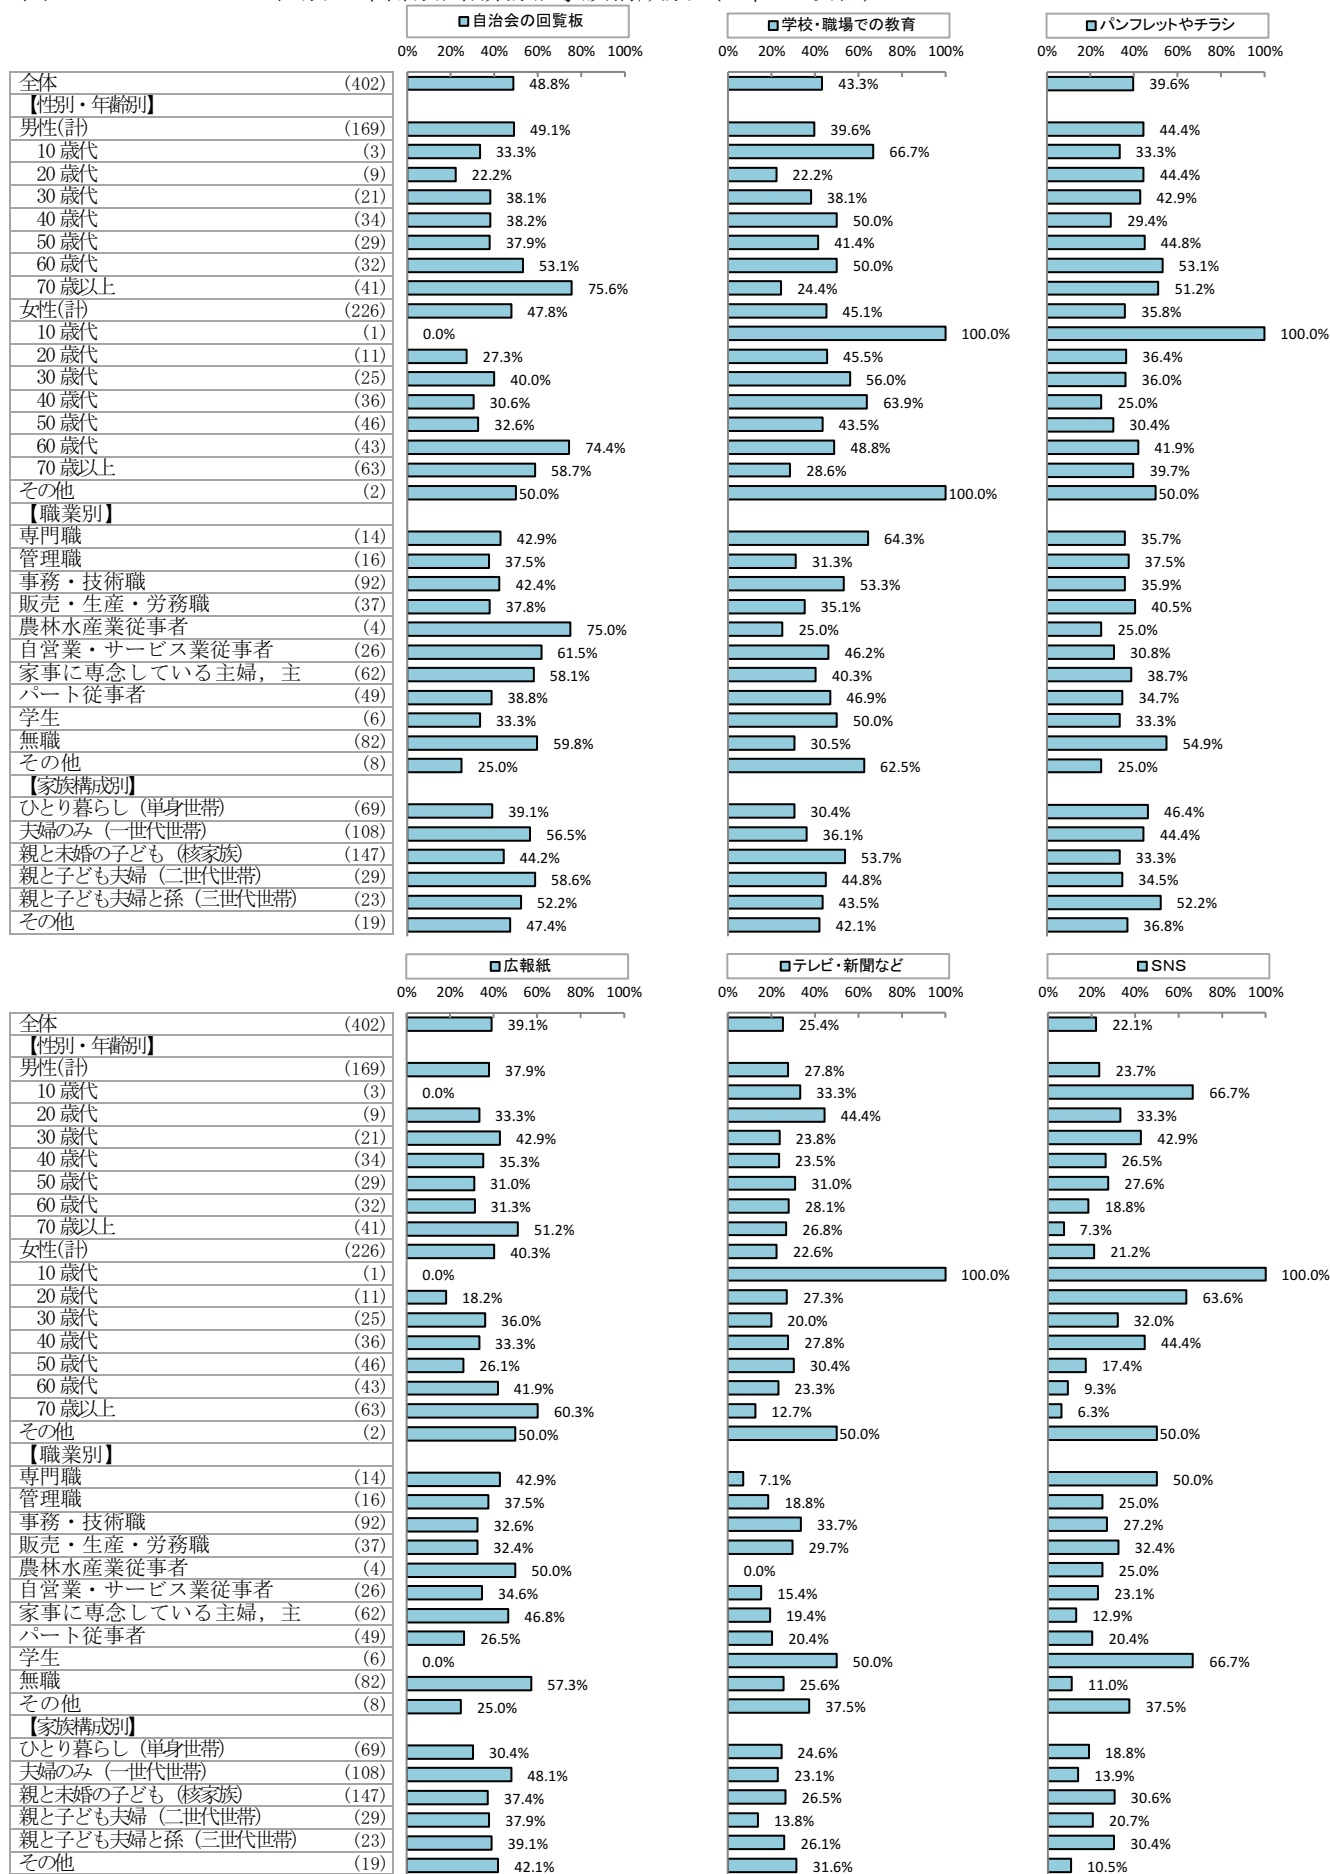 自治会の回覧板 学校・職場での教育 パンフレットやチラシ
0% 20% 40% 60% 80% 100% 0% 20% 40% 60% 80% 100% 0% 20% 40% 60% 80% 100%
全体 (402) 48.8% 43.3% 39.6%
【性別・年齢別】
男性(計) (169) 49.1% 39.6% 44.4%
10歳代 (3) 33.3% 66.7% 33.3%
20歳代 (9) 22.2% 22.2% 44.4%
30歳代 (21) 38.1% 38.1% 42.9%
40歳代 (34) 38.2% 50.0% 29.4%
50歳代 (29) 37.9% 41.4% 44.8%
60歳代 (32) 53.1% 50.0% 53.1%
70歳以上 (41) 75.6% 24.4% 51.2%
女性(計) (226) 47.8% 45.1% 35.8%
10歳代 (1) 0.0% 100.0% 100.0%
20歳代 (11) 27.3% 45.5% 36.4%
30歳代 (25) 40.0% 56.0% 36.0%
40歳代 (36) 30.6% 63.9% 25.0%
50歳代 (46) 32.6% 43.5% 30.4%
60歳代 (43) 74.4% 48.8% 41.9%
70歳以上 (63) 58.7% 28.6% 39.7%
その他 (2) 50.0% 100.0% 50.0%
【職業別】
専門職 (14) 42.9% 64.3% 35.7%
管理職 (16) 37.5% 31.3% 37.5%
事務・技術職 (92) 42.4% 53.3% 35.9%
販売・生産・労務職 (37) 37.8% 35.1% 40.5%
農林水産業従事者 (4) 75.0% 25.0% 25.0%
自営業・サービス業従事者 (26) 61.5% 46.2% 30.8%
家事に専念している主婦，主 (62) 58.1% 40.3% 38.7%
パート従事者 (49) 38.8% 46.9% 34.7%
学生 (6) 33.3% 50.0% 33.3%
無職 (82) 59.8% 30.5% 54.9%
その他 (8) 25.0% 62.5% 25.0%
【家族構成別】
ひとり暮らし（単身世帯） (69) 39.1% 30.4% 46.4%
夫婦のみ（一世代世帯） (108) 56.5% 36.1% 44.4%
親と未婚の子ども（核家族） (147) 44.2% 53.7% 33.3%
親と子ども夫婦（二世代世帯） (29) 58.6% 44.8% 34.5%
親と子ども夫婦と孫（三世代世帯） (23) 52.2% 43.5% 52.2%
その他 (19) 47.4% 42.1% 36.8%
広報紙 テレビ・新聞など SNS
0% 20% 40% 60% 80% 100% 0% 20% 40% 60% 80% 100% 0% 20% 40% 60% 80% 100%
全体 (402) 39.1% 25.4% 22.1%
【性別・年齢別】
男性(計) (169) 37.9% 27.8% 23.7%
10歳代 (3) 0.0% 33.3% 66.7%
20歳代 (9) 33.3% 44.4% 33.3%
30歳代 (21) 42.9% 23.8% 42.9%
40歳代 (34) 35.3% 23.5% 26.5%
50歳代 (29) 31.0% 31.0% 27.6%
60歳代 (32) 31.3% 28.1% 18.8%
70歳以上 (41) 51.2% 26.8% 7.3%
女性(計) (226) 40.3% 22.6% 21.2%
10歳代 (1) 0.0% 100.0% 100.0%
20歳代 (11) 18.2% 27.3% 63.6%
30歳代 (25) 36.0% 20.0% 32.0%
40歳代 (36) 33.3% 27.8% 44.4%
50歳代 (46) 26.1% 30.4% 17.4%
60歳代 (43) 41.9% 23.3% 9.3%
70歳以上 (63) 60.3% 12.7% 6.3%
その他 (2) 50.0% 50.0% 50.0%
【職業別】
専門職 (14) 42.9% 7.1% 50.0%
管理職 (16) 37.5% 18.8% 25.0%
事務・技術職 (92) 32.6% 33.7% 27.2%
販売・生産・労務職 (37) 32.4% 29.7% 32.4%
農林水産業従事者 (4) 50.0% 0.0% 25.0%
自営業・サービス業従事者 (26) 34.6% 15.4% 23.1%
家事に専念している主婦，主 (62) 46.8% 19.4% 12.9%
パート従事者 (49) 26.5% 20.4% 20.4%
学生 (6) 0.0% 50.0% 66.7%
無職 (82) 57.3% 25.6% 11.0%
その他 (8) 25.0% 37.5% 37.5%
【家族構成別】
ひとり暮らし（単身世帯） (69) 30.4% 24.6% 18.8%
夫婦のみ（一世代世帯） (108) 48.1% 23.1% 13.9%
親と未婚の子ども（核家族） (147) 37.4% 26.5% 30.6%
親と子ども夫婦（二世代世帯） (29) 37.9% 13.8% 20.7%
親と子ども夫婦と孫（三世代世帯） (23) 39.1% 26.1% 30.4%
その他 (19) 42.1% 31.6% 10.5%